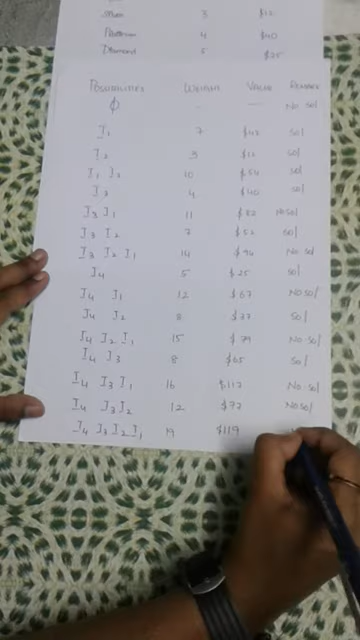 Silver 3 $12
Platinum 4 $40
Diamond 5 $25
Possibilities Weight Value Remark
ϕ - — No sol
I1 7 $42 sol
I2 3 $12 sol
I1 I2 10 $54 sol
I3 4 $40 sol
I3 I1 11 $82 No sol
I3 I2 7 $52 sol
I3 I2 I1 14 $94 No sol
I4 5 $25 sol
I4 I1 12 $67 No sol
I4 I2 8 $37 sol
I4 I2 I1 15 $79 No sol
I4 I3 8 $65 sol
I4 I3 I1 16 $117 No sol
I4 I3 I2 12 $77 No sol
I4 I3 I2 I1 19 $119